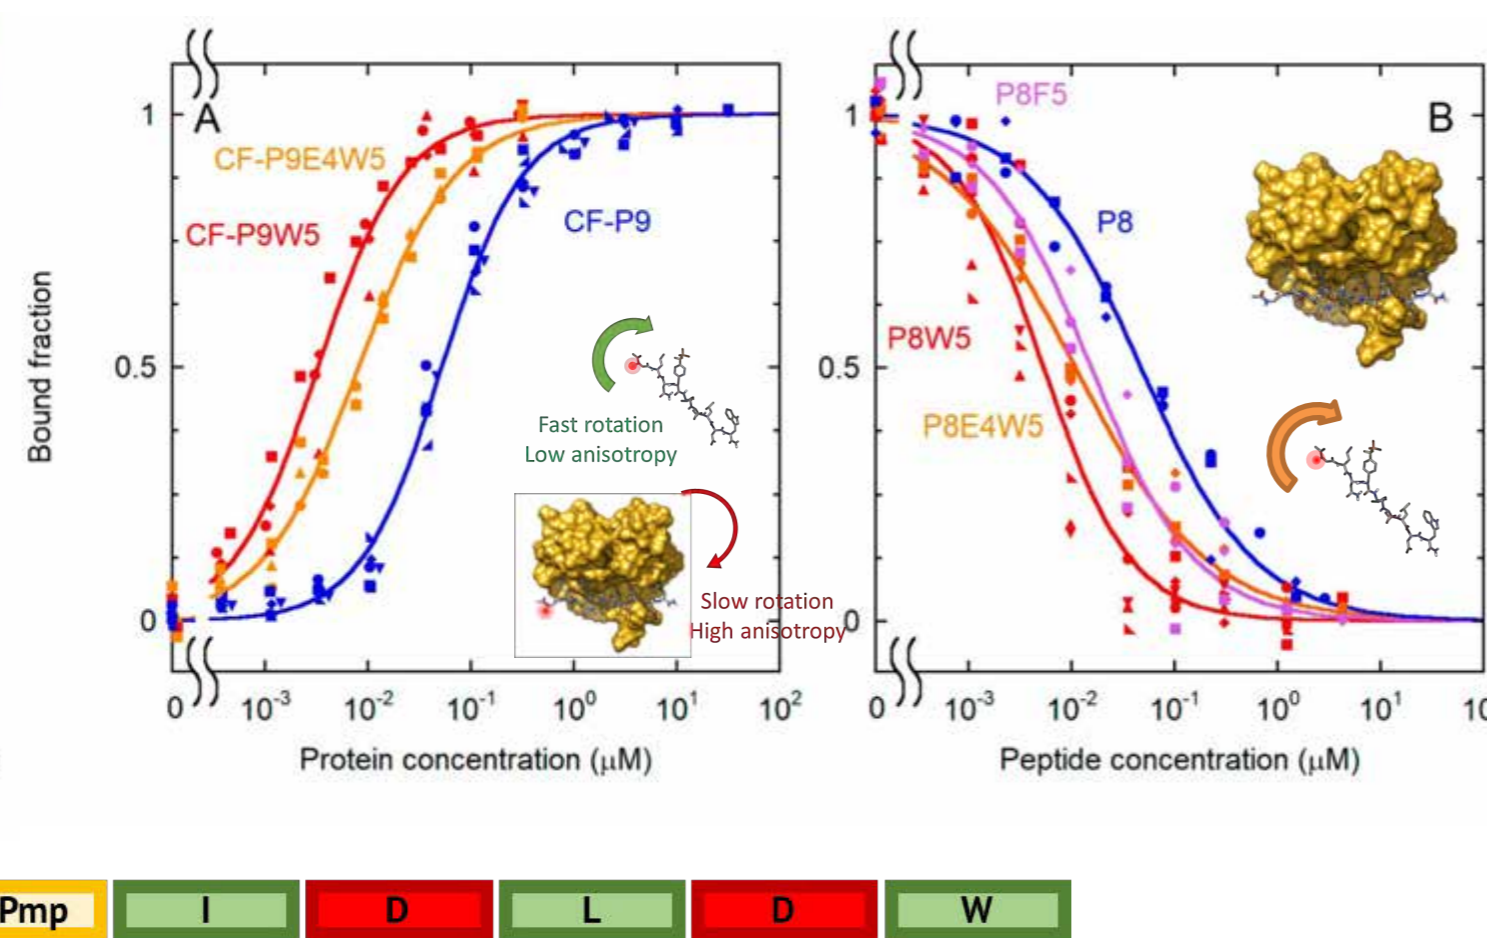 A
CF-P9E4W5
CF-P9W5
CF-P9
Bound fraction
1
0.5
0
Fast rotation
Low anisotropy
Slow rotation
High anisotropy
0 10-3 10-2 10-1 100 101 102
Protein concentration (μM)
B
P8F5
P8
P8W5
P8E4W5
1
0.5
0
0 10-3 10-2 10-1 100 101
Peptide concentration (μM)
Pmp I D L D W